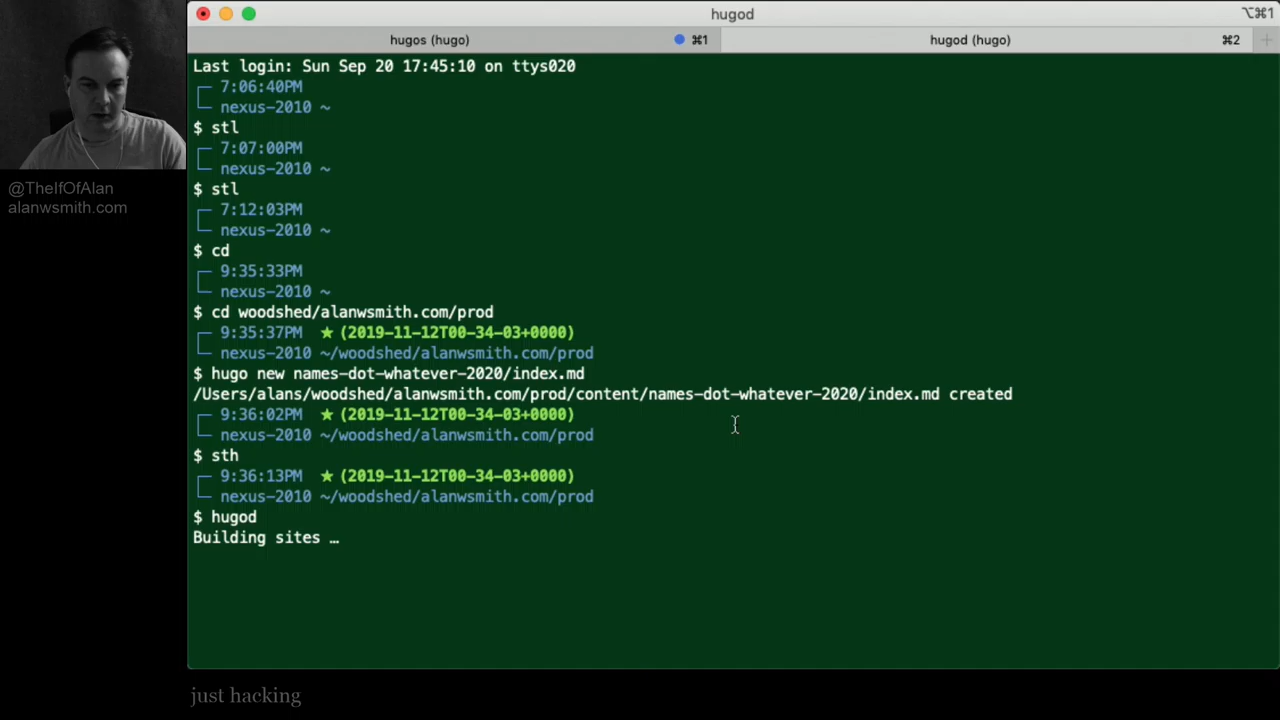 hugod
⌥⌘1
hugos (hugo)
⌘1
hugod (hugo)
⌘2
+
Last login: Sun Sep 20 17:45:10 on ttys020
7:06:40PM
nexus-2010 ~
$ stl
7:07:00PM
nexus-2010 ~
$ stl
7:12:03PM
nexus-2010 ~
$ cd
9:35:33PM
nexus-2010 ~
$ cd woodshed/alanwsmith.com/prod
9:35:37PM ★ (2019-11-12T00-34-03+0000)
nexus-2010 ~/woodshed/alanwsmith.com/prod
$ hugo new names-dot-whatever-2020/index.md
/Users/alans/woodshed/alanwsmith.com/prod/content/names-dot-whatever-2020/index.md created
9:36:02PM ★ (2019-11-12T00-34-03+0000)
nexus-2010 ~/woodshed/alanwsmith.com/prod
$ sth
9:36:13PM ★ (2019-11-12T00-34-03+0000)
nexus-2010 ~/woodshed/alanwsmith.com/prod
$ hugod
Building sites …
@TheIfOfAlan
alanwsmith.com
just hacking